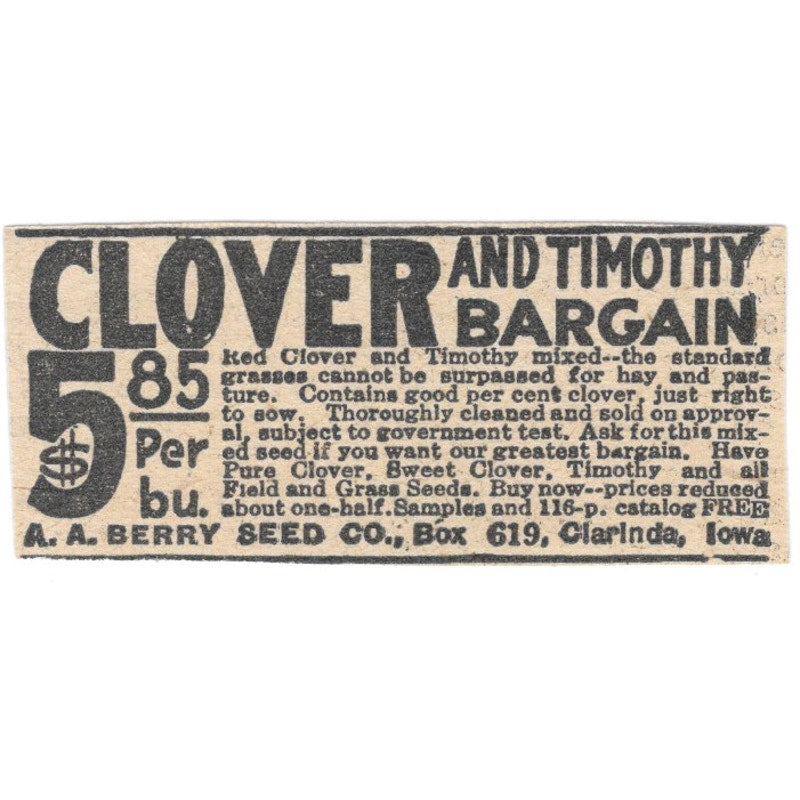 CLOVER AND TIMOTHY
BARGAIN
$5 85
Per
bu.
Red Clover and Timothy mixed--the standard
grasses cannot be surpassed for hay and pas-
ture. Contains good per cent clover, just right
to sow. Thoroughly cleaned and sold on approv-
al, subject to government test. Ask for this mix-
ed seed if you want our greatest bargain. Have
Pure Clover, Sweet Clover, Timothy and all
Field and Grass Seeds. Buy now--prices reduced
about one-half. Samples and 116-p. catalog FREE
A. A. BERRY SEED CO., Box 619, Clarinda, Iowa